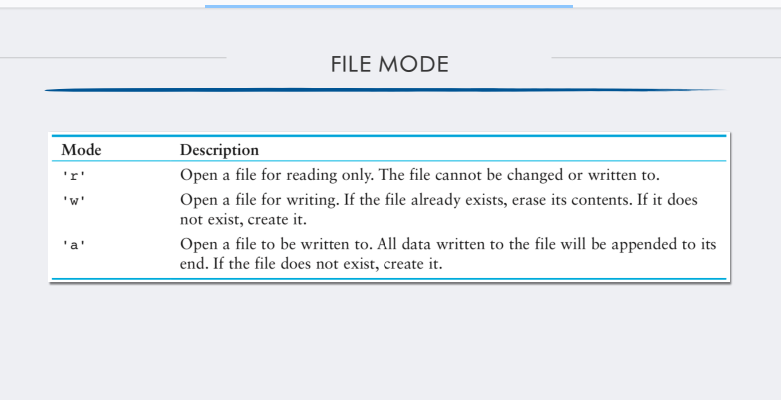 FILE MODE
Mode Description
'r' Open a file for reading only. The file cannot be changed or written to.
'w' Open a file for writing. If the file already exists, erase its contents. If it does
not exist, create it.
'a' Open a file to be written to. All data written to the file will be appended to its
end. If the file does not exist, create it.